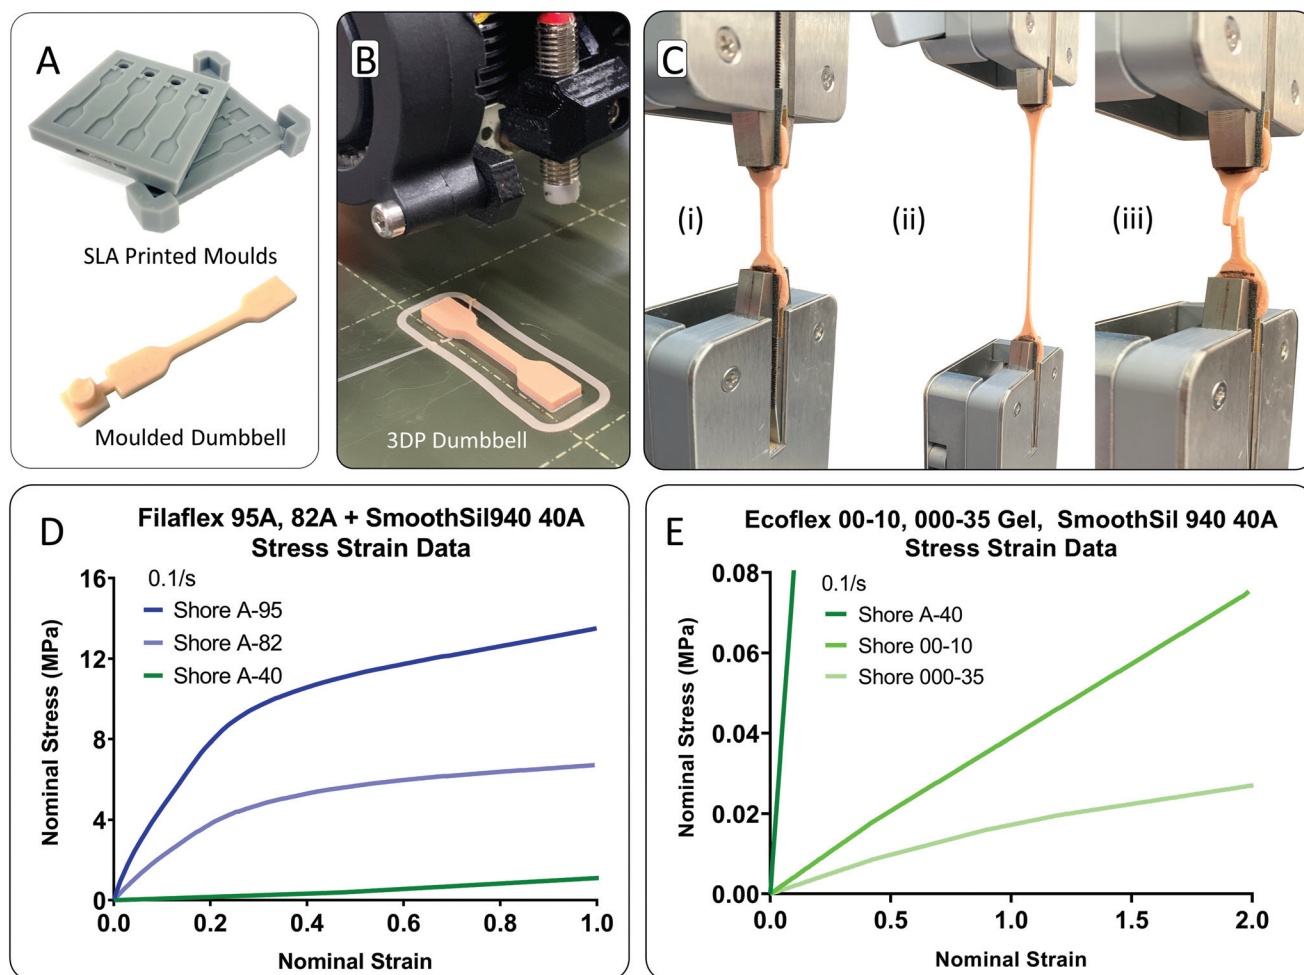 A
SLA Printed Moulds
Moulded Dumbbell
B
3DP Dumbbell
C
(i)
(ii)
(iii)
D
Filaflex 95A, 82A + SmoothSil940 40A
Stress Strain Data
0.1/s
Shore A-95
Shore A-82
Shore A-40
Nominal Stress (MPa)
16
12
8
4
0
0.0 0.2 0.4 0.6 0.8 1.0
Nominal Strain
E
Ecoflex 00-10, 000-35 Gel, SmoothSil 940 40A
Stress Strain Data
0.1/s
Shore A-40
Shore 00-10
Shore 000-35
Nominal Stress (MPa)
0.08
0.06
0.04
0.02
0.00
0.0 0.5 1.0 1.5 2.0
Nominal Strain